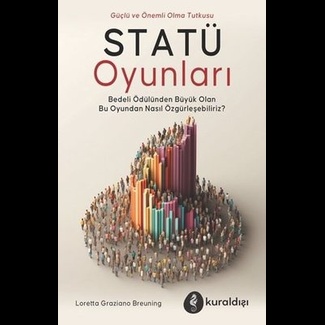 Güçlü ve Önemli Olma Tutkusu
STATÜ
Oyunları
Bedeli Ödülünden Büyük Olan
Bu Oyundan Nasıl Özgürleşebiliriz?
Loretta Graziano Breuning
kuraldışı